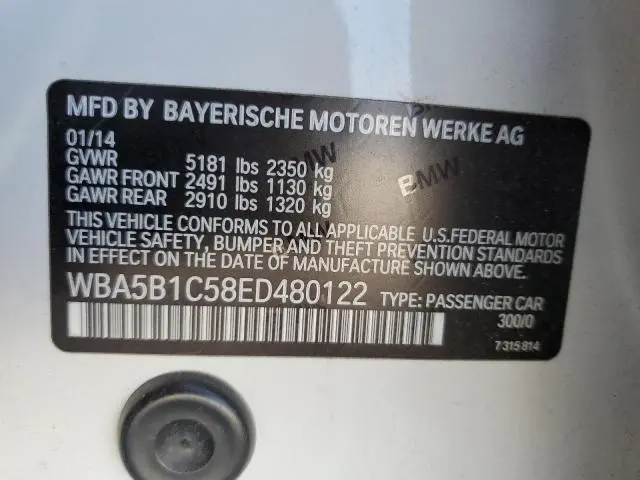 MFD BY BAYERISCHE MOTOREN WERKE AG
01/14
GVWR 5181 lbs 2350 kg
GAWR FRONT 2491 lbs 1130 kg
GAWR REAR 2910 lbs 1320 kg
THIS VEHICLE CONFORMS TO ALL APPLICABLE U.S.FEDERAL MOTOR
VEHICLE SAFETY, BUMPER AND THEFT PREVENTION STANDARDS
IN EFFECT ON THE DATE OF MANUFACTURE SHOWN ABOVE.
WBA5B1C58ED480122 TYPE: PASSENGER CAR
300/0
7315814
BMW